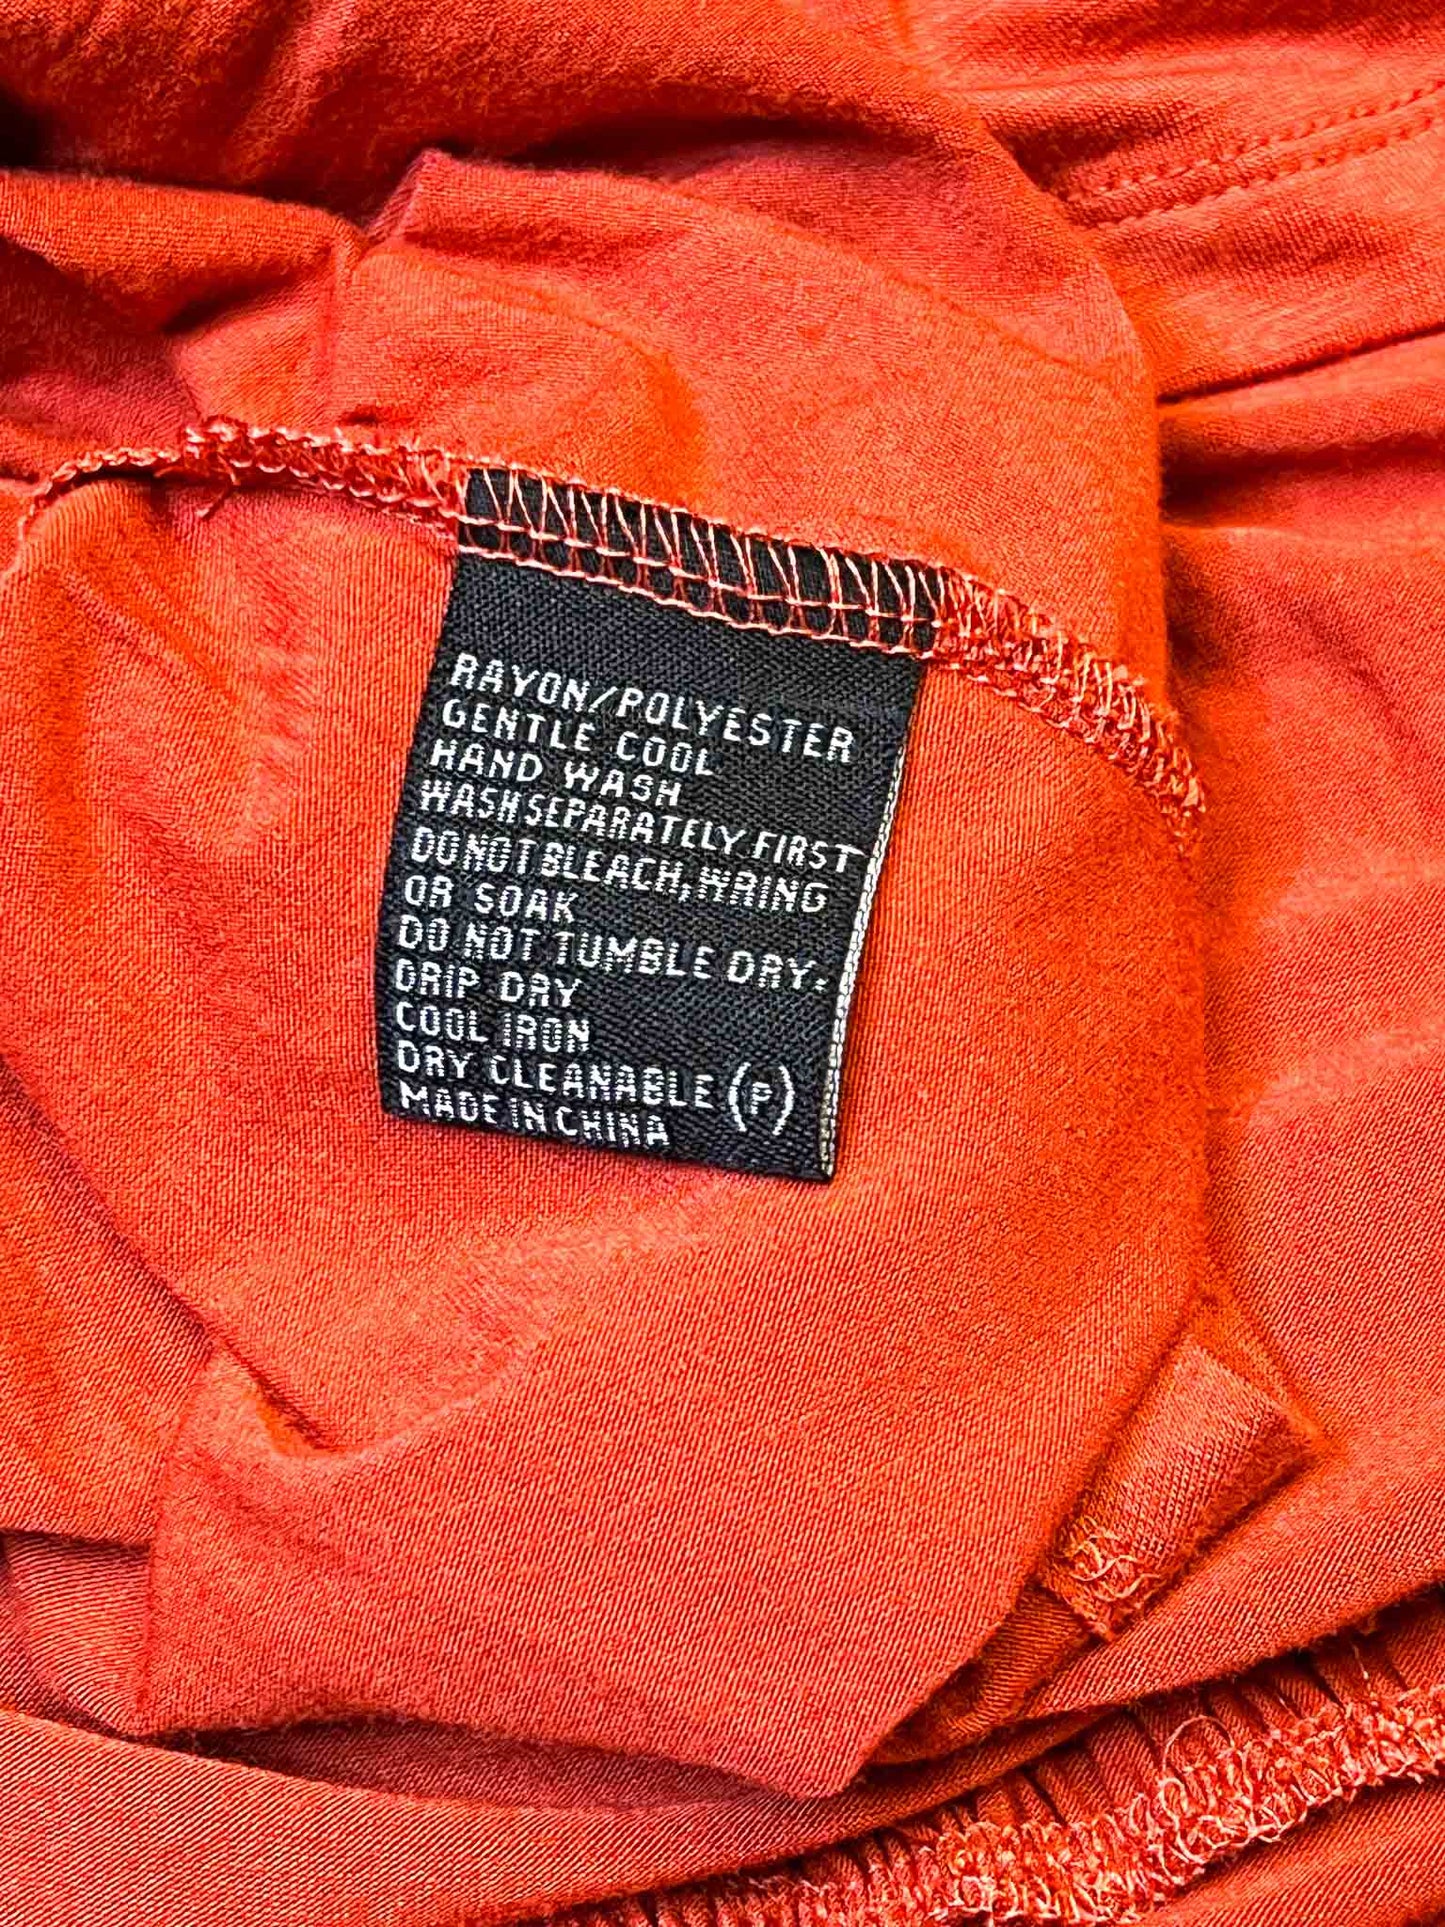 RAYON/POLYESTER
GENTLE COOL
HAND WASH
WASH SEPARATELY FIRST
DO NOT BLEACH, WRING
OR SOAK
DO NOT TUMBLE DRY.
DRIP DRY
COOL IRON
DRY CLEANABLE (P)
MADE IN CHINA